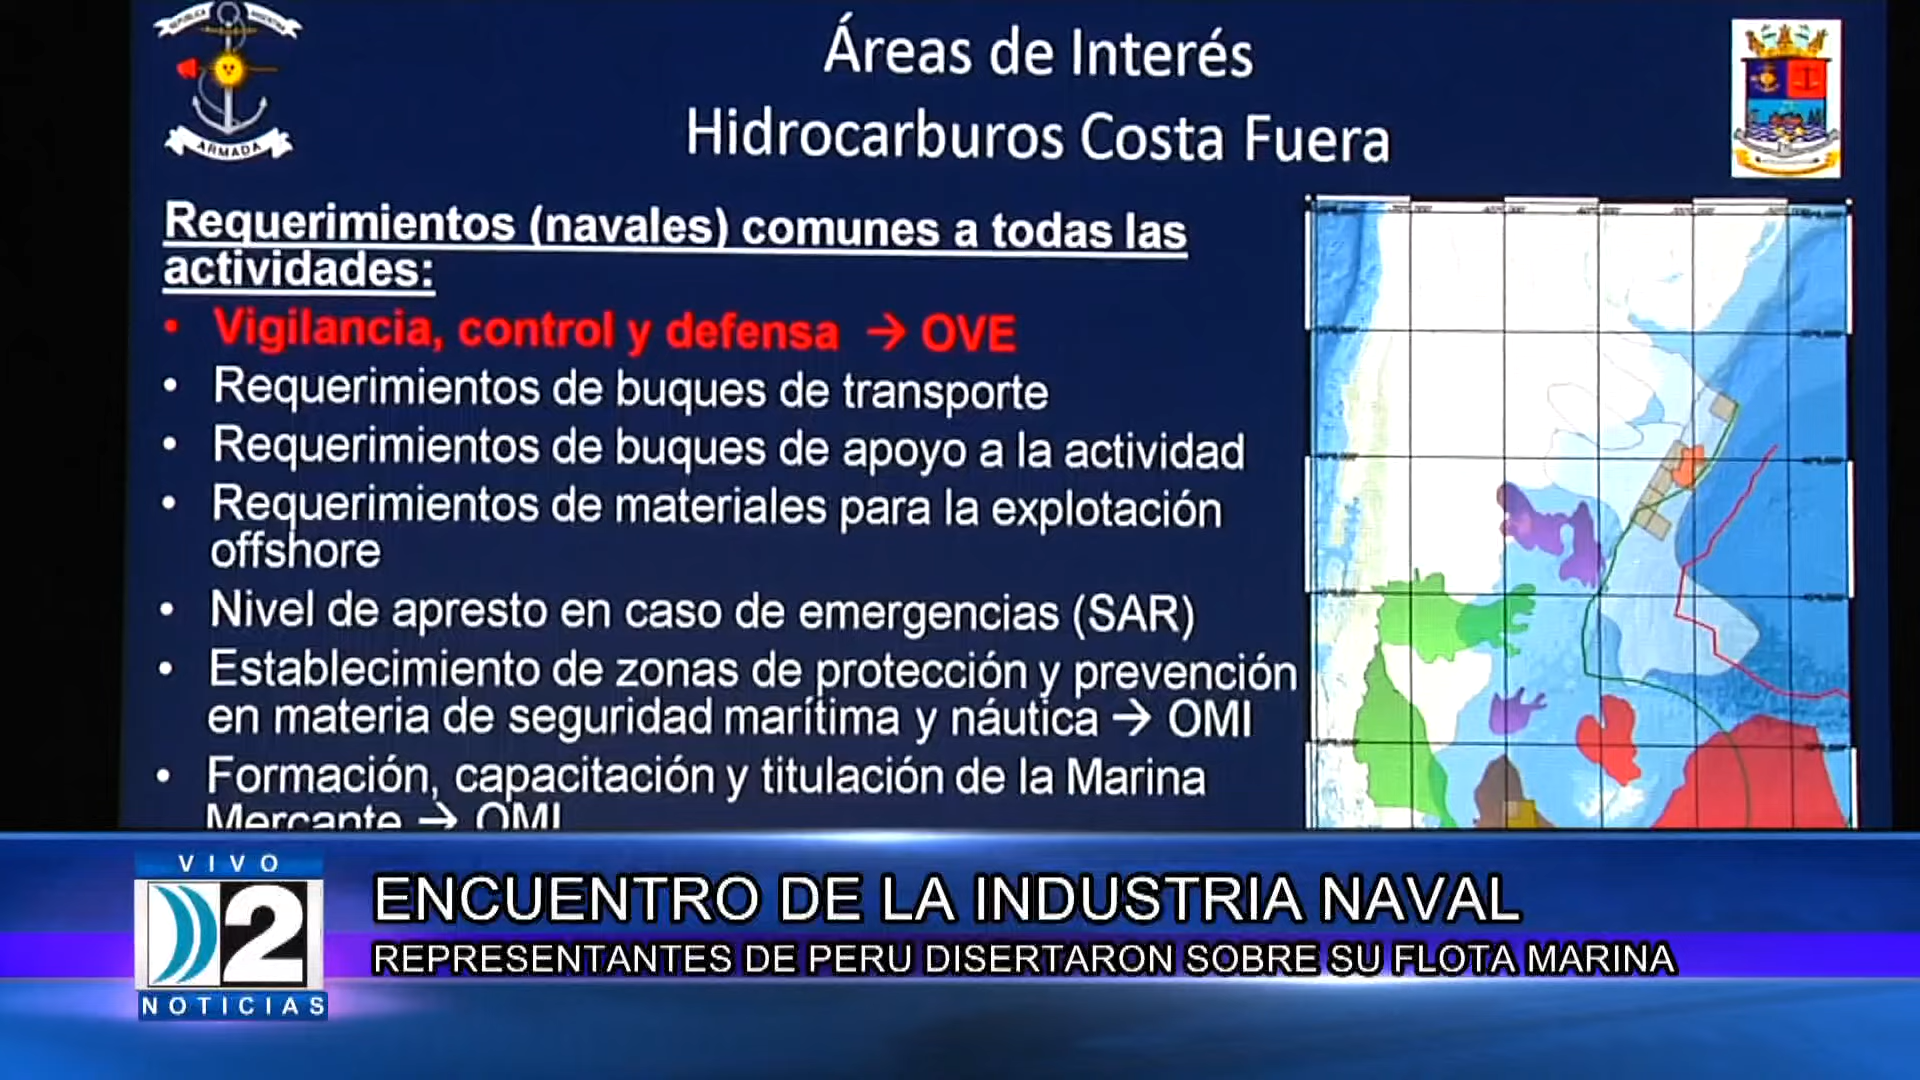 REPUBLICA ARGENTINA
ARMADA
Áreas de Interés
Hidrocarburos Costa Fuera
Requerimientos (navales) comunes a todas las
actividades:
• Vigilancia, control y defensa → OVE
• Requerimientos de buques de transporte
• Requerimientos de buques de apoyo a la actividad
• Requerimientos de materiales para la explotación
offshore
• Nivel de apresto en caso de emergencias (SAR)
• Establecimiento de zonas de protección y prevención
en materia de seguridad marítima y náutica → OMI
• Formación, capacitación y titulación de la Marina
Mercante → OMI
VIVO
2
NOTICIAS
ENCUENTRO DE LA INDUSTRIA NAVAL
REPRESENTANTES DE PERU DISERTARON SOBRE SU FLOTA MARINA